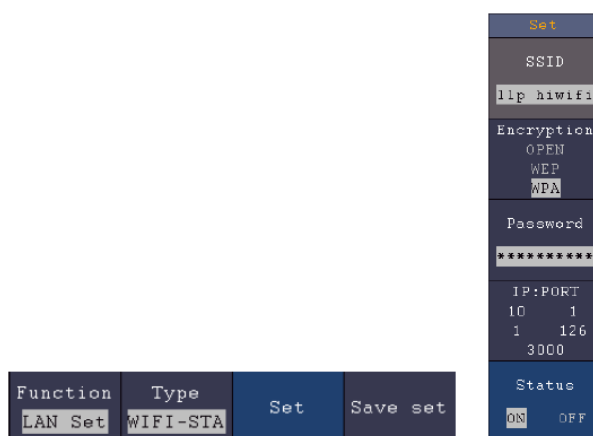 Set
SSID
llp hiwifi
Encryption
OPEN
WEP
WPA
Password
**********
IP:PORT
10 1
1 126
3000
Status
ON OFF
Function Type Set Save set
LAN Set WIFI-STA